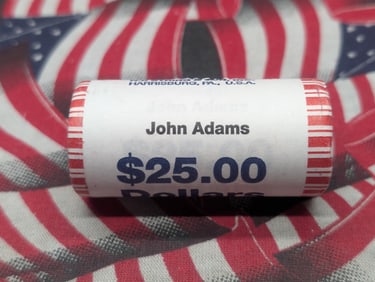 HARRISBURG, PA., U.S.A.
John Adams
$25.00
Dollars